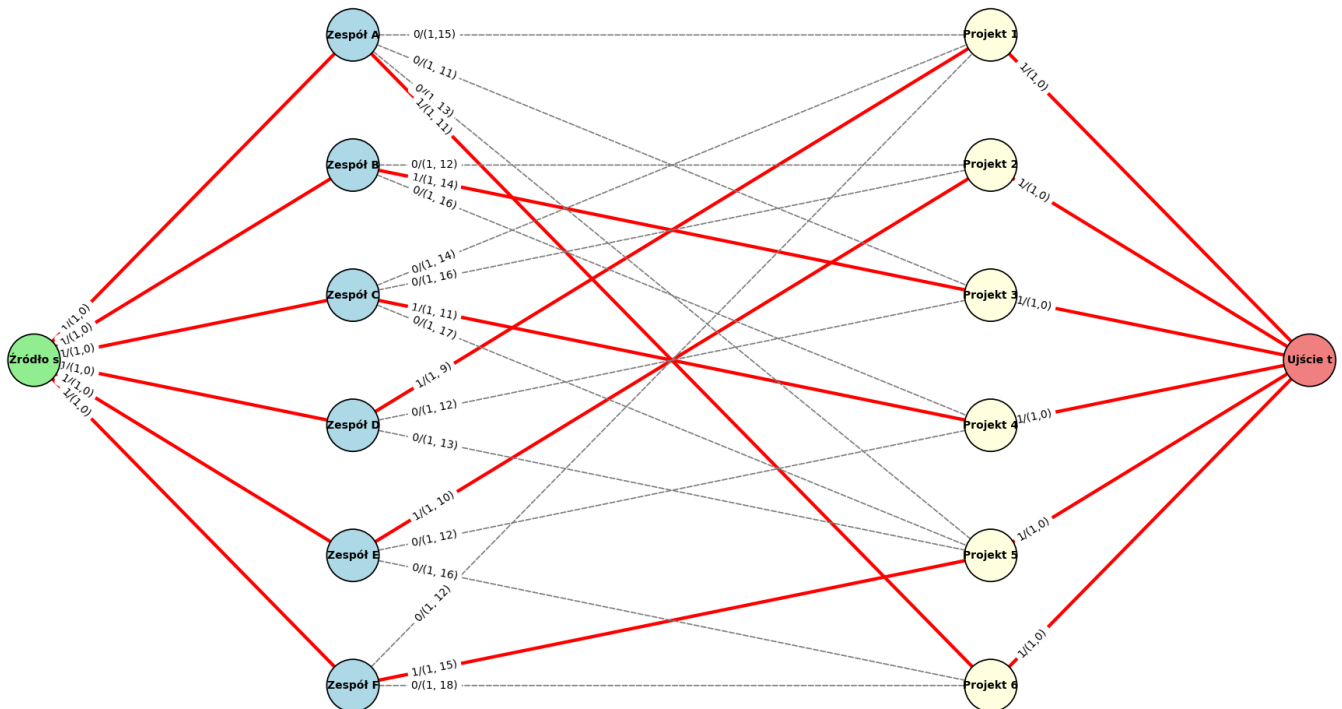 Zespół A
0/(1,15)
Projekt 1
0/(1, 11)
1/(1,0)
0/(1, 13)
1/(1, 11)
Zespół B
0/(1, 12)
Projekt 2
1/(1, 14)
0/(1, 16)
1/(1,0)
0/(1, 14)
0/(1, 16)
Zespół C
1/(1, 11)
0/(1, 17)
Projekt 3
1/(1,0)
1/(1,0)
1/(1,0)
1/(1,0)
Źródło s
1/(1,0)
1/(1,0)
1/(1,0)
Ujście t
1/(1, 9)
0/(1, 12)
Zespół D
0/(1, 13)
Projekt 4
1/(1,0)
1/(1, 10)
0/(1, 12)
Zespół E
0/(1, 16)
Projekt 5
1/(1,0)
0/(1, 12)
1/(1, 15)
Zespół F
0/(1, 18)
Projekt 6
1/(1,0)